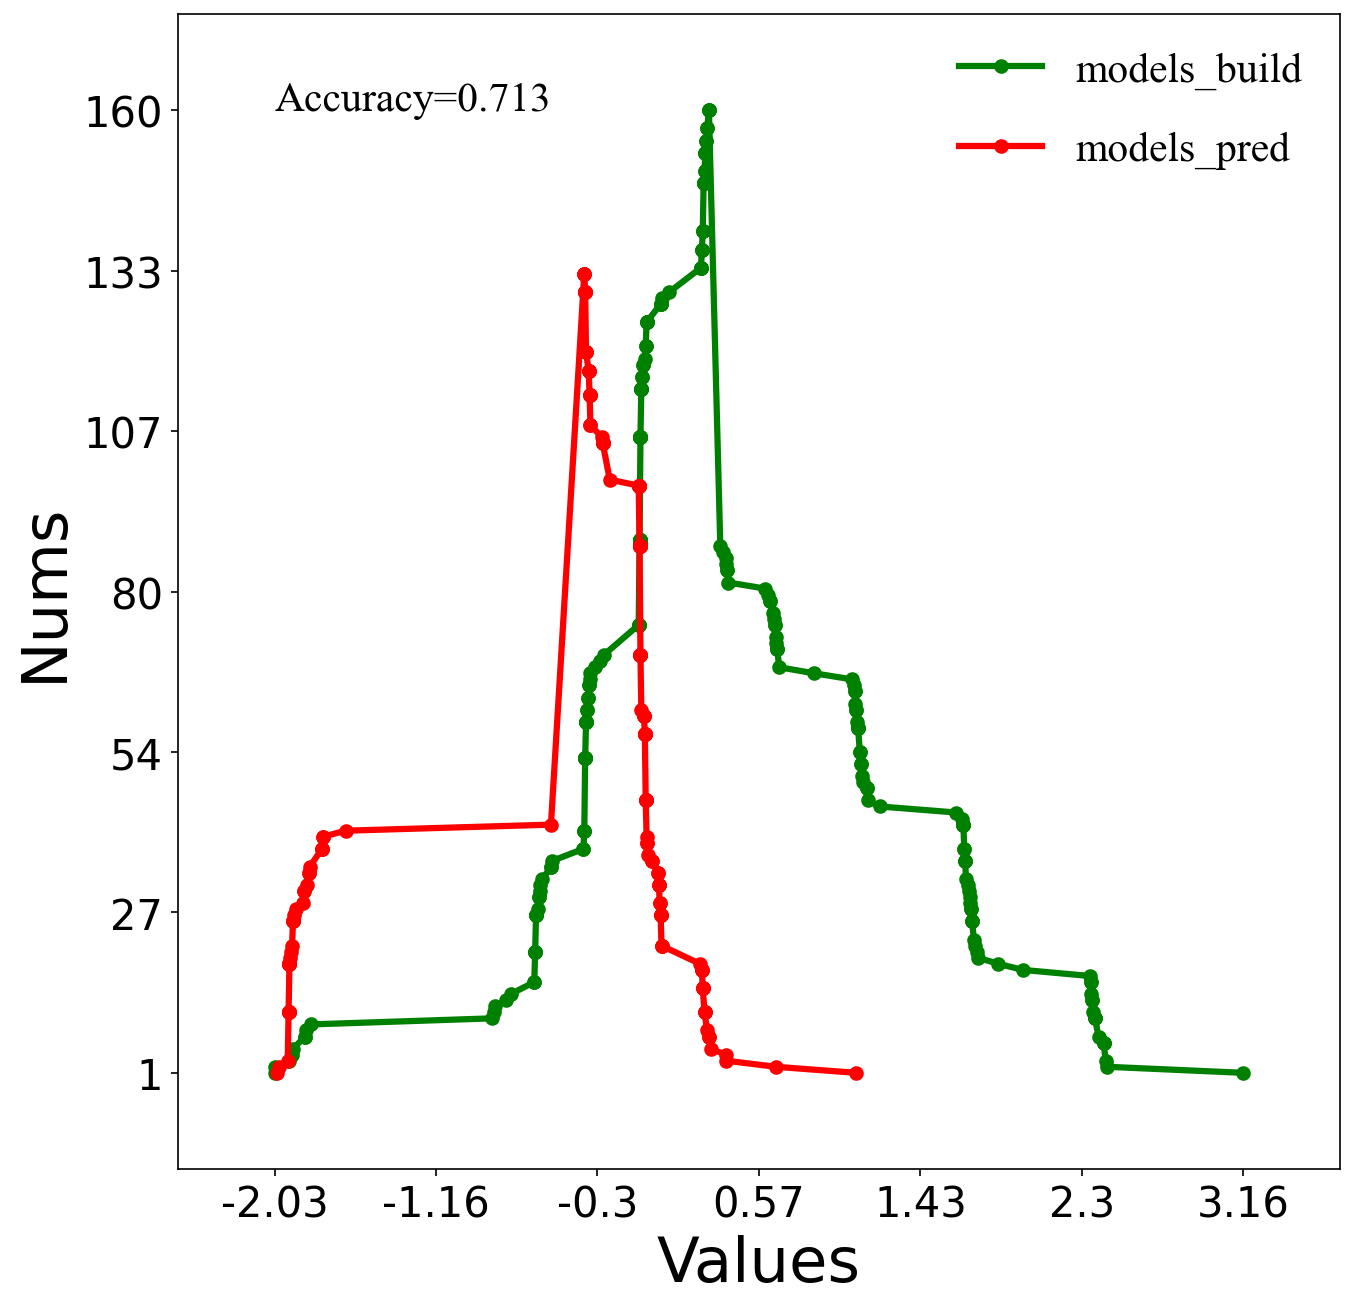 Accuracy=0.713
models_build
models_pred
160
133
107
80
54
27
1
Nums
-2.03 -1.16 -0.3 0.57 1.43 2.3 3.16
Values